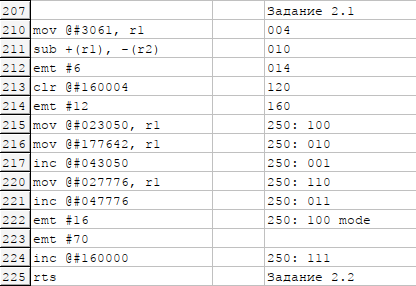 207 Задание 2.1
210 mov @#3061, r1 004
211 sub +(r1), -(r2) 010
212 emt #6 014
213 clr @#160004 120
214 emt #12 160
215 mov @#023050, r1 250: 100
216 mov @#177642, r1 250: 010
217 inc @#043050 250: 001
220 mov @#027776, r1 250: 110
221 inc @#047776 250: 011
222 emt #16 250: 100 mode
223 emt #70
224 inc @#160000 250: 111
225 rts Задание 2.2